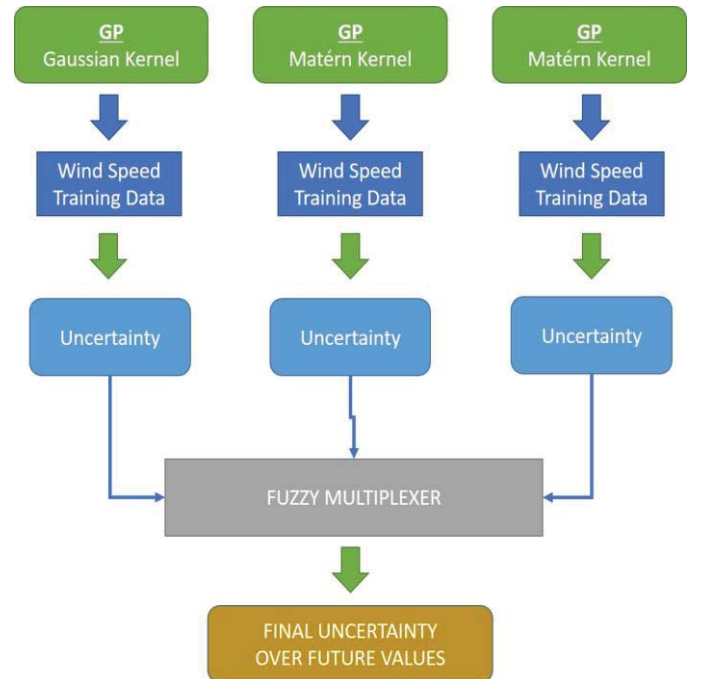 GP
Gaussian Kernel
GP
Matérn Kernel
GP
Matérn Kernel
Wind Speed
Training Data
Wind Speed
Training Data
Wind Speed
Training Data
Uncertainty
Uncertainty
Uncertainty
FUZZY MULTIPLEXER
FINAL UNCERTAINTY
OVER FUTURE VALUES